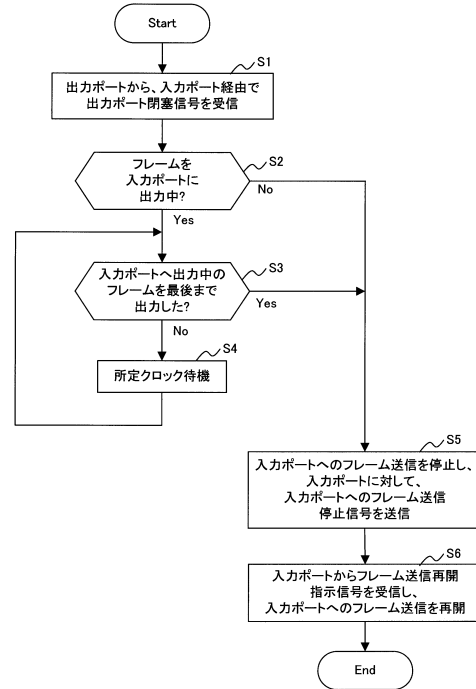 Start
S1
出力ポートから、入力ポート経由で
出力ポート閉塞信号を受信
S2
フレームを
入力ポートに
出力中?
No
Yes
S3
入力ポートへ出力中の
フレームを最後まで
出力した?
Yes
No
S4
所定クロック待機
S5
入力ポートへのフレーム送信を停止し、
入力ポートに対して、
入力ポートへのフレーム送信
停止信号を送信
S6
入力ポートからフレーム送信再開
指示信号を受信し、
入力ポートへのフレーム送信を再開
End